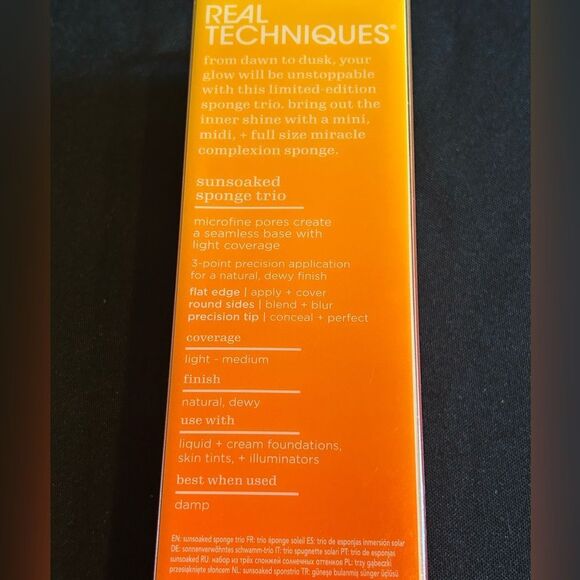 REAL
TECHNIQUES®
from dawn to dusk, your
glow will be unstoppable
with this limited-edition
sponge trio. bring out the
inner shine with a mini,
midi, + full size miracle
complexion sponge.
sunsoaked
sponge trio
microfine pores create
a seamless base with
light coverage
3-point precision application
for a natural, dewy finish
flat edge | apply + cover
round sides | blend + blur
precision tip | conceal + perfect
coverage
light - medium
finish
natural, dewy
use with
liquid + cream foundations,
skin tints, + illuminators
best when used
damp
EN: sunsoaked sponge trio FR: trio éponge soleil ES: trio de esponjas inmersión solar
DE: sonnenverwöhntes schwamm-trio IT: trio spugnette solari PT: trio de esponjas
sunsoaked RU: набор из трёх спонжей солнечных оттенков PL: trzy gąbeczki
przesiąknięte słońcem NL: sunsoaked sponstrio TR: güneşe bulanmış sünger üçlüsü